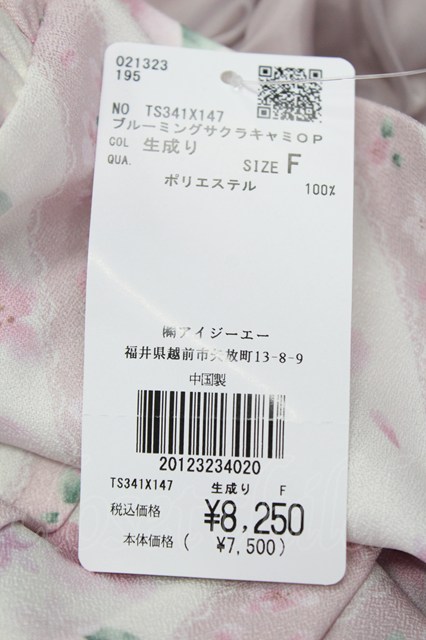 021323
195
NO TS341X147
ブルーミングサクラキャミOP
COL 生成り
QUA. SIZE F
ポリエステル 100%
㈱アイジーエー
福井県越前市矢放町13-8-9
中国製
20123234020
TS341X147 生成り F
税込価格 ¥8,250
本体価格( ¥7,500)